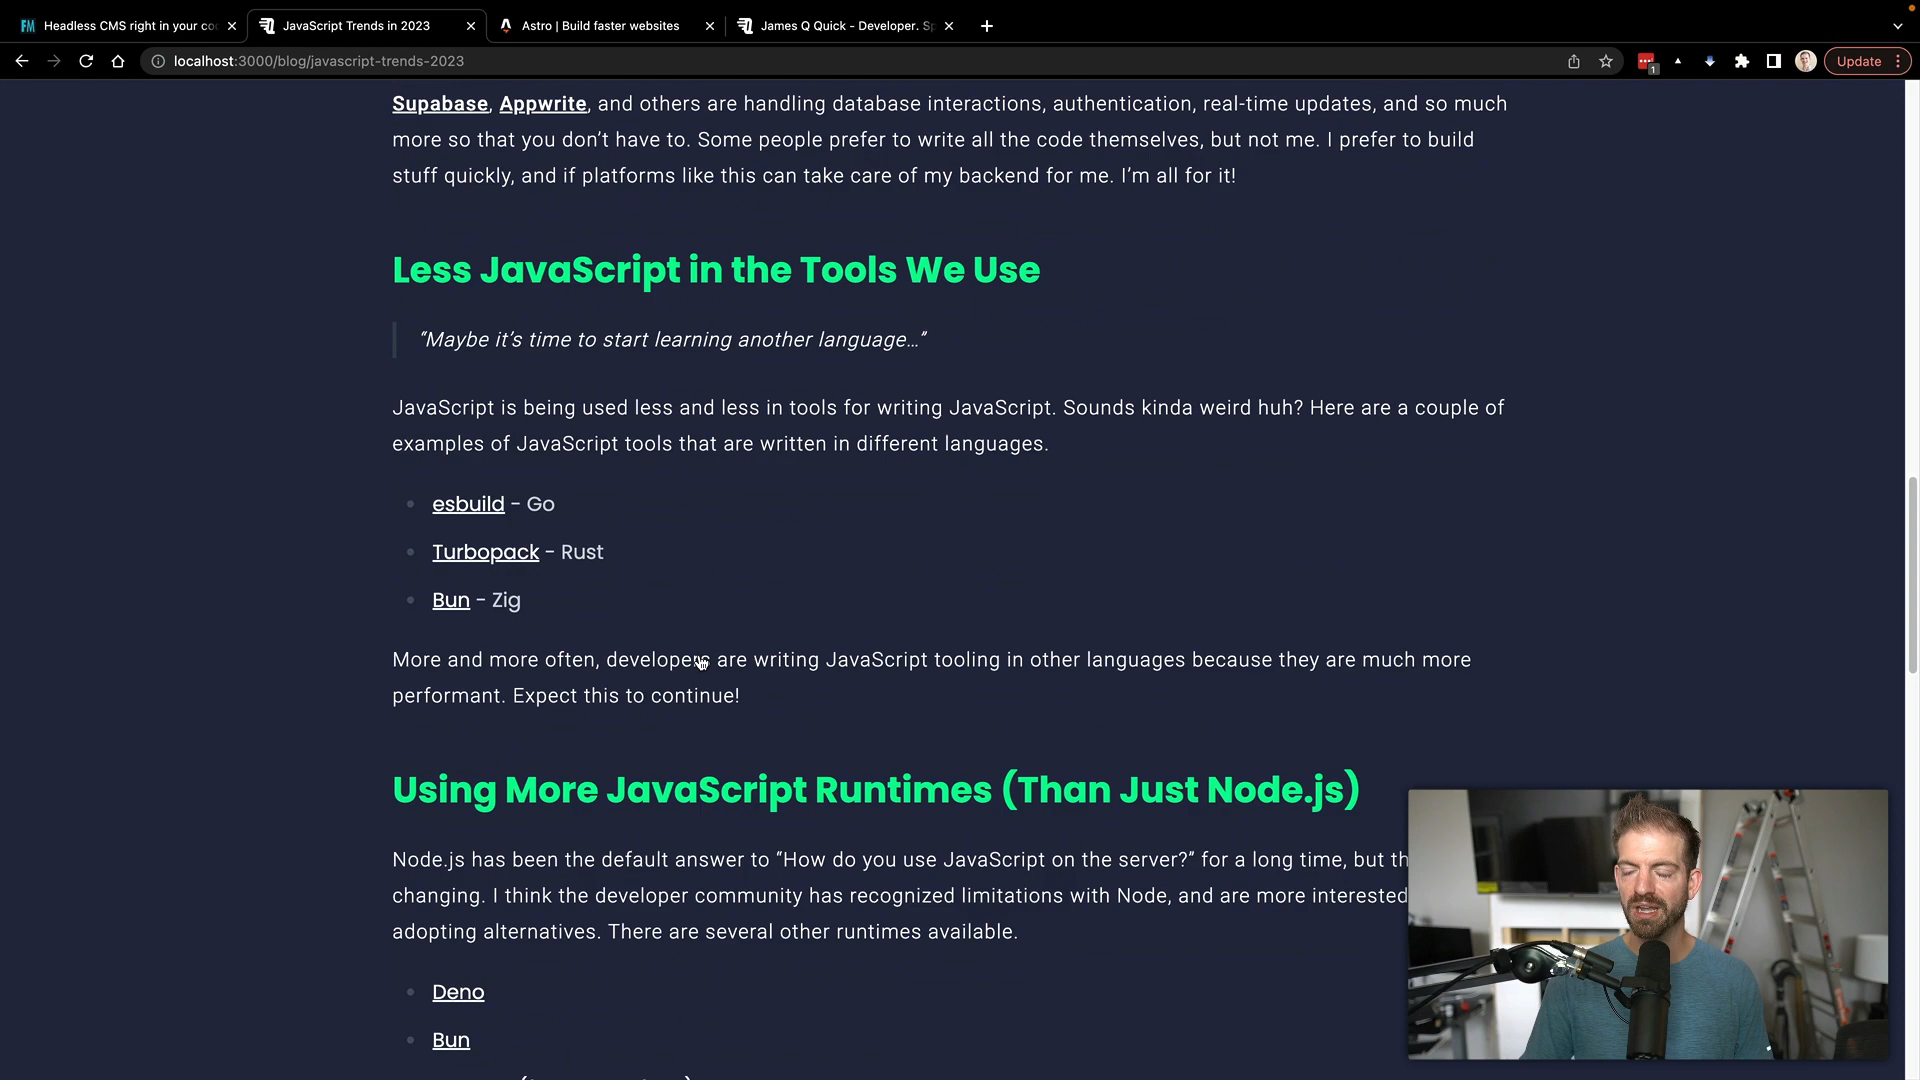 Headless CMS right in your co
JavaScript Trends in 2023
Astro | Build faster websites
James Q Quick - Developer. Sp
localhost:3000/blog/javascript-trends-2023
1
Update
Supabase, Appwrite, and others are handling database interactions, authentication, real-time updates, and so much
more so that you don’t have to. Some people prefer to write all the code themselves, but not me. I prefer to build
stuff quickly, and if platforms like this can take care of my backend for me. I’m all for it!
Less JavaScript in the Tools We Use
“Maybe it’s time to start learning another language…”
JavaScript is being used less and less in tools for writing JavaScript. Sounds kinda weird huh? Here are a couple of
examples of JavaScript tools that are written in different languages.
esbuild - Go
Turbopack - Rust
Bun - Zig
More and more often, developers are writing JavaScript tooling in other languages because they are much more
performant. Expect this to continue!
Using More JavaScript Runtimes (Than Just Node.js)
Node.js has been the default answer to “How do you use JavaScript on the server?” for a long time, but th
changing. I think the developer community has recognized limitations with Node, and are more interested
adopting alternatives. There are several other runtimes available.
Deno
Bun